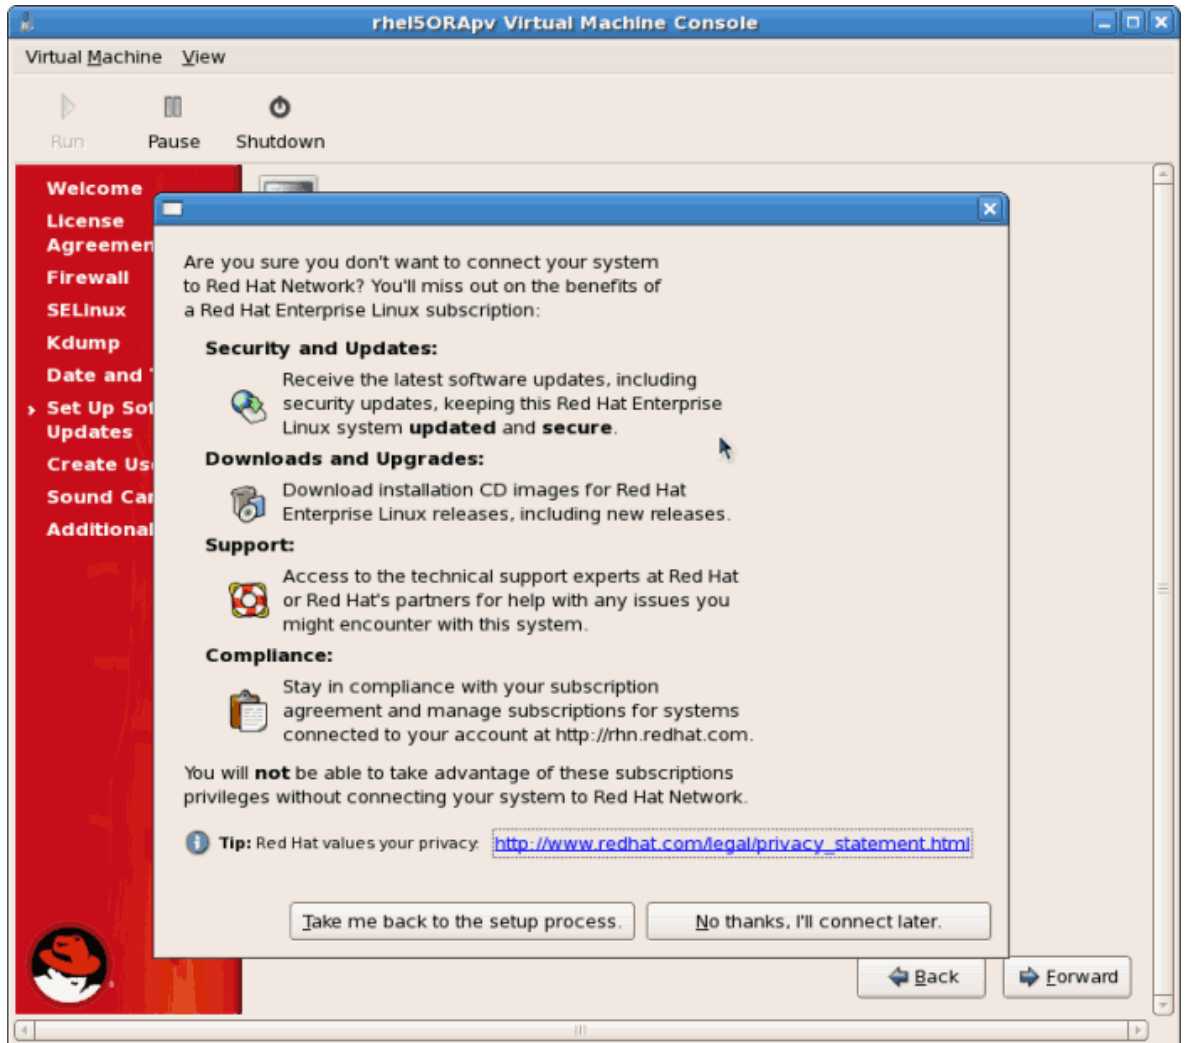 rhel5ORApv Virtual Machine Console
Virtual Machine View
Run Pause Shutdown
Welcome
License
Agreemen
Firewall
SELinux
Kdump
Date and
Set Up Sof
Updates
Create Us
Sound Car
Additional
Are you sure you don't want to connect your system
to Red Hat Network? You'll miss out on the benefits of
a Red Hat Enterprise Linux subscription:
Security and Updates:
Receive the latest software updates, including
security updates, keeping this Red Hat Enterprise
Linux system updated and secure.
Downloads and Upgrades:
Download installation CD images for Red Hat
Enterprise Linux releases, including new releases.
Support:
Access to the technical support experts at Red Hat
or Red Hat's partners for help with any issues you
might encounter with this system.
Compliance:
Stay in compliance with your subscription
agreement and manage subscriptions for systems
connected to your account at http://rhn.redhat.com.
You will not be able to take advantage of these subscriptions
privileges without connecting your system to Red Hat Network.
Tip: Red Hat values your privacy: http://www.redhat.com/legal/privacy_statement.html
Take me back to the setup process. No thanks, I'll connect later.
Back Forward